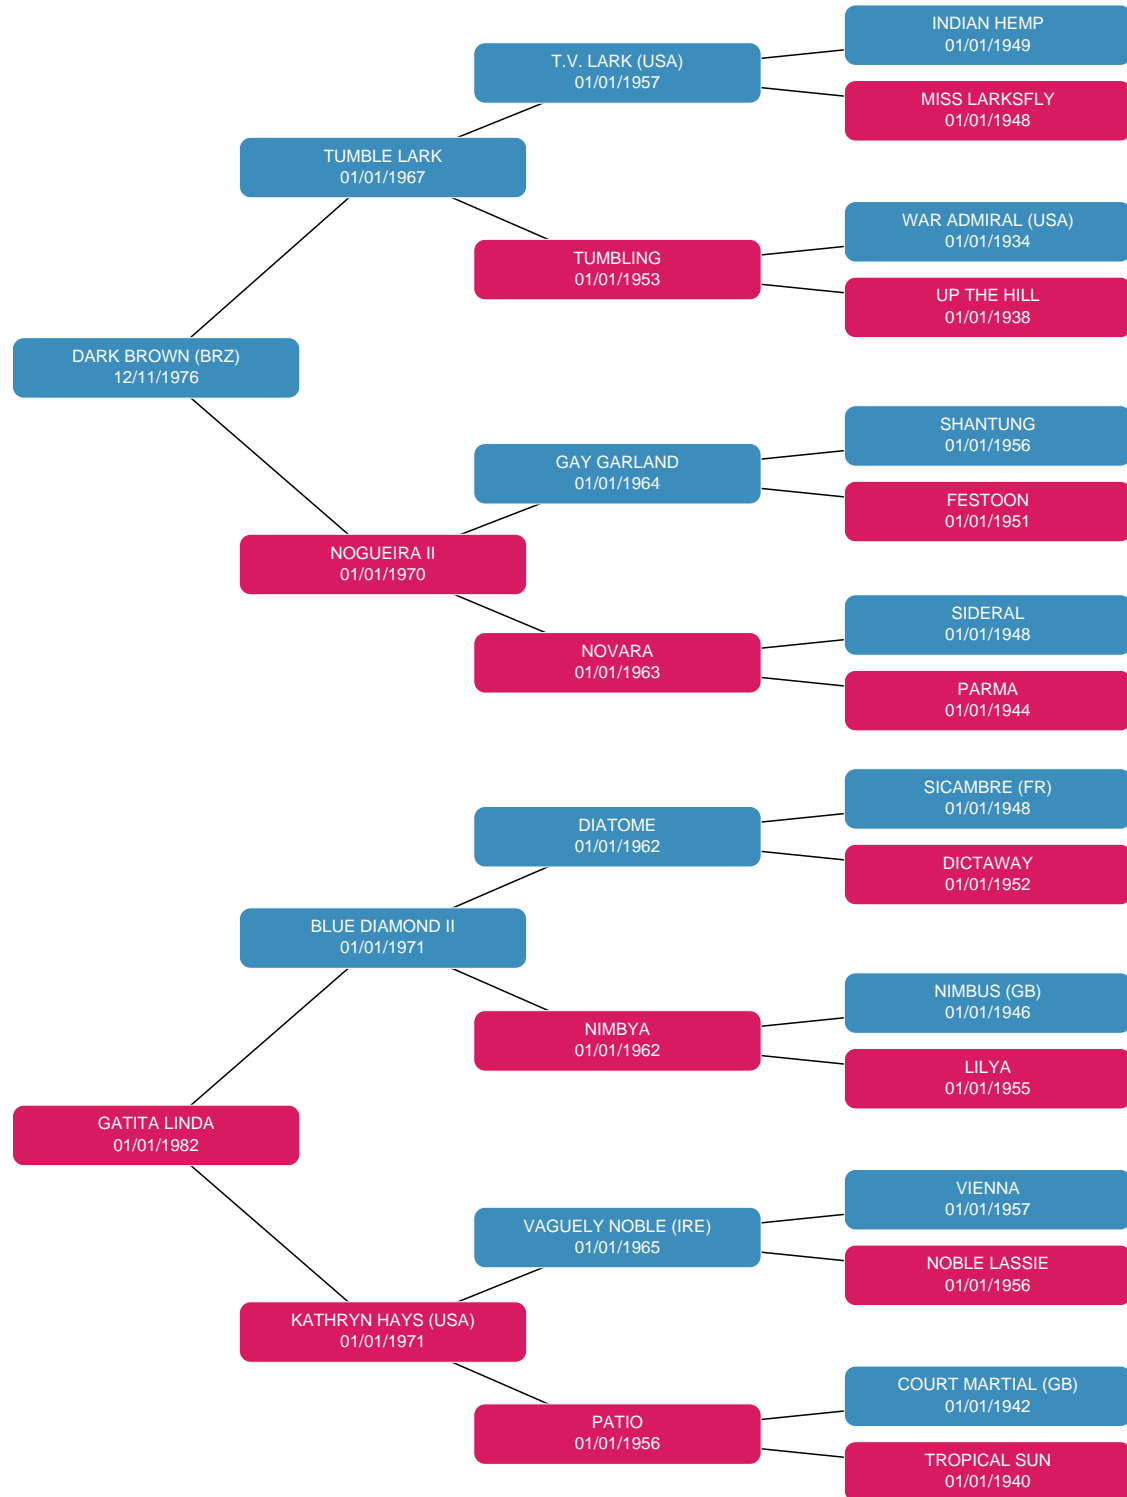 INDIAN HEMP
01/01/1949
T.V. LARK (USA)
01/01/1957
MISS LARKSFLY
01/01/1948
TUMBLE LARK
01/01/1967
WAR ADMIRAL (USA)
01/01/1934
TUMBLING
01/01/1953
UP THE HILL
01/01/1938
DARK BROWN (BRZ)
12/11/1976
SHANTUNG
01/01/1956
GAY GARLAND
01/01/1964
FESTOON
01/01/1951
NOGUEIRA II
01/01/1970
SIDERAL
01/01/1948
NOVARA
01/01/1963
PARMA
01/01/1944
SICAMBRE (FR)
01/01/1948
DIATOME
01/01/1962
DICTAWAY
01/01/1952
BLUE DIAMOND II
01/01/1971
NIMBUS (GB)
01/01/1946
NIMBYA
01/01/1962
LILYA
01/01/1955
GATITA LINDA
01/01/1982
VIENNA
01/01/1957
VAGUELY NOBLE (IRE)
01/01/1965
NOBLE LASSIE
01/01/1956
KATHRYN HAYS (USA)
01/01/1971
COURT MARTIAL (GB)
01/01/1942
PATIO
01/01/1956
TROPICAL SUN
01/01/1940